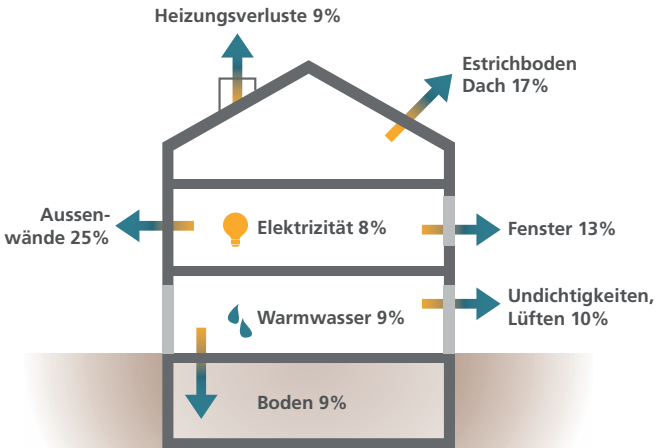 Heizungsverluste 9%
Estrichboden
Dach 17%
Aussen-
wände 25%
Elektrizität 8%
Fenster 13%
Undichtigkeiten,
Lüften 10%
Warmwasser 9%
Boden 9%